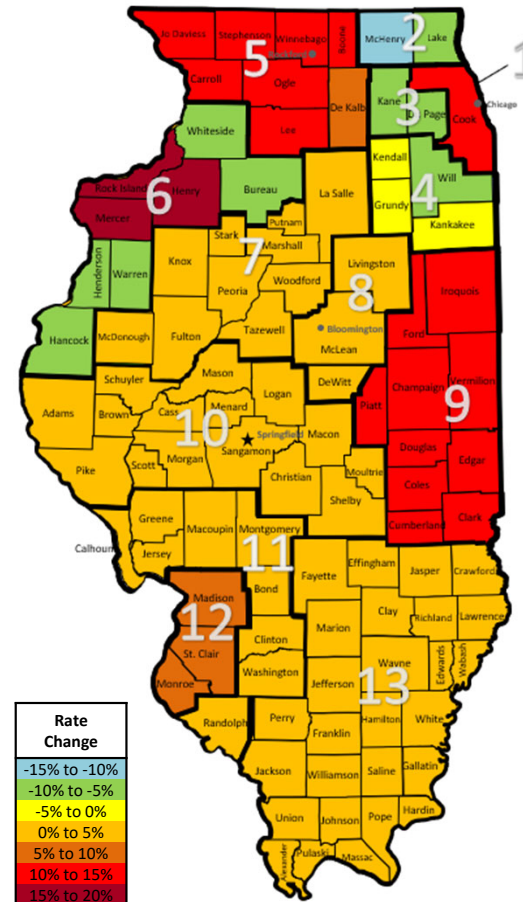 Jo Daviess
Stephenson
Winnebago
Boone
McHenry
2
Lake
5
Rockford
1
Carroll
Ogle
De Kalb
Kane
3
Page
Cook
Chicago
Whiteside
Lee
Kendall
Will
4
Rock Island
Henry
6
Bureau
La Salle
Grundy
Mercer
Putnam
Kankakee
Stark
Marshall
7
Henderson
Warren
Knox
Peoria
Woodford
Livingston
8
Iroquois
Hancock
McDonough
Fulton
Tazewell
Bloomington
McLean
Ford
Schuyler
Mason
Logan
DeWitt
Piatt
Champaign
Vermilion
9
Adams
Brown
Cass
Menard
10
Springfield
Macon
Sangamon
Douglas
Edgar
Pike
Scott
Morgan
Christian
Moultrie
Coles
Shelby
Greene
Macoupin
Montgomery
Cumberland
Clark
Calhoun
Jersey
11
Fayette
Effingham
Jasper
Crawford
Madison
Bond
12
Clay
Richland
Lawrence
Marion
Clinton
St. Clair
Wayne
Edwards
Wabash
Washington
Jefferson
13
Monroe
Randolph
Perry
Hamilton
White
Franklin
Jackson
Williamson
Saline
Gallatin
Union
Johnson
Pope
Hardin
Alexander
Pulaski
Massac
Rate
Change
-15% to -10%
-10% to -5%
-5% to 0%
0% to 5%
5% to 10%
10% to 15%
15% to 20%